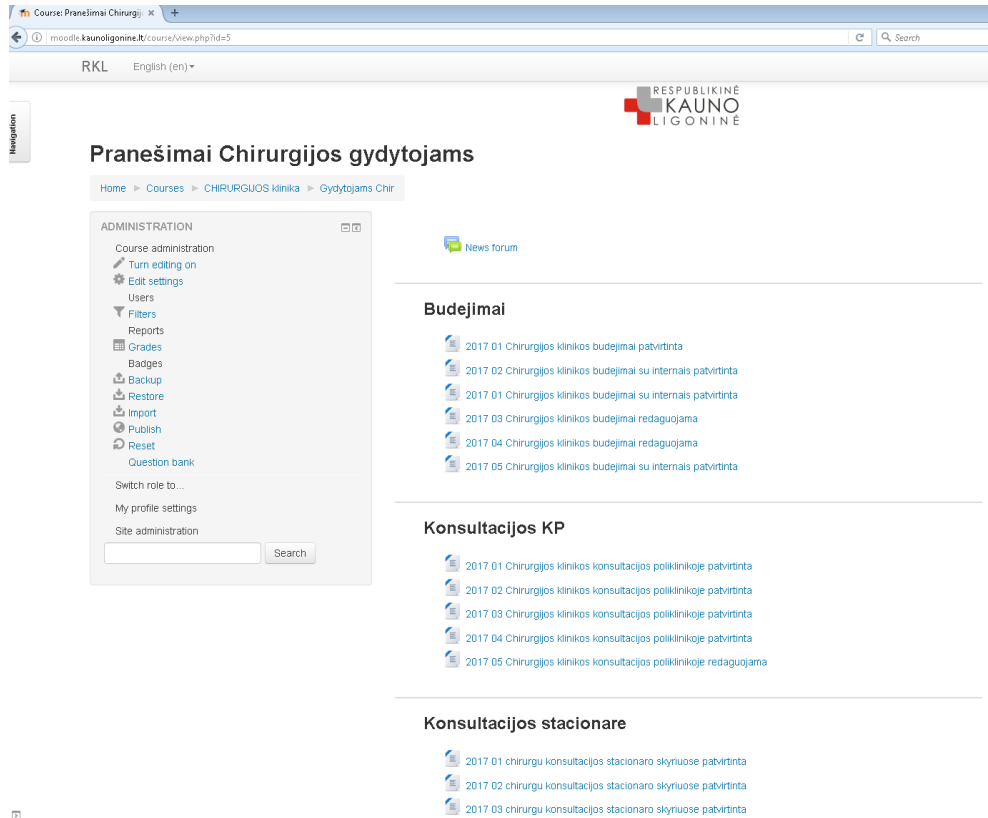 Course: Pranešimai Chirurgij
moodle.kaunoligonine.lt/course/view.php?id=5
Search
RKL English (en)
RESPUBLIKINĖ
KAUNO
LIGONINĖ
Navigation
Pranešimai Chirurgijos gydytojams
Home Courses CHIRURGIJOS klinika Gydytojams Chir
ADMINISTRATION
Course administration
Turn editing on
Edit settings
Users
Filters
Reports
Grades
Badges
Backup
Restore
Import
Publish
Reset
Question bank
Switch role to...
My profile settings
Site administration
Search
News forum
Budejimai
2017 01 Chirurgijos klinikos budejimai patvirtinta
2017 02 Chirurgijos klinikos budejimai su internais patvirtinta
2017 01 Chirurgijos klinikos budejimai su internais patvirtinta
2017 03 Chirurgijos klinikos budejimai redaguojama
2017 04 Chirurgijos klinikos budejimai redaguojama
2017 05 Chirurgijos klinikos budejimai su internais patvirtinta
Konsultacijos KP
2017 01 Chirurgijos klinikos konsultacijos poliklinikoje patvirtinta
2017 02 Chirurgijos klinikos konsultacijos poliklinikoje patvirtinta
2017 03 Chirurgijos klinikos konsultacijos poliklinikoje patvirtinta
2017 04 Chirurgijos klinikos konsultacijos poliklinikoje patvirtinta
2017 05 Chirurgijos klinikos konsultacijos poliklinikoje redaguojama
Konsultacijos stacionare
2017 01 chirurgu konsultacijos stacionaro skyriuose patvirtinta
2017 02 chirurgu konsultacijos stacionaro skyriuose patvirtinta
2017 03 chirurgu konsultacijos stacionaro skyriuose patvirtinta